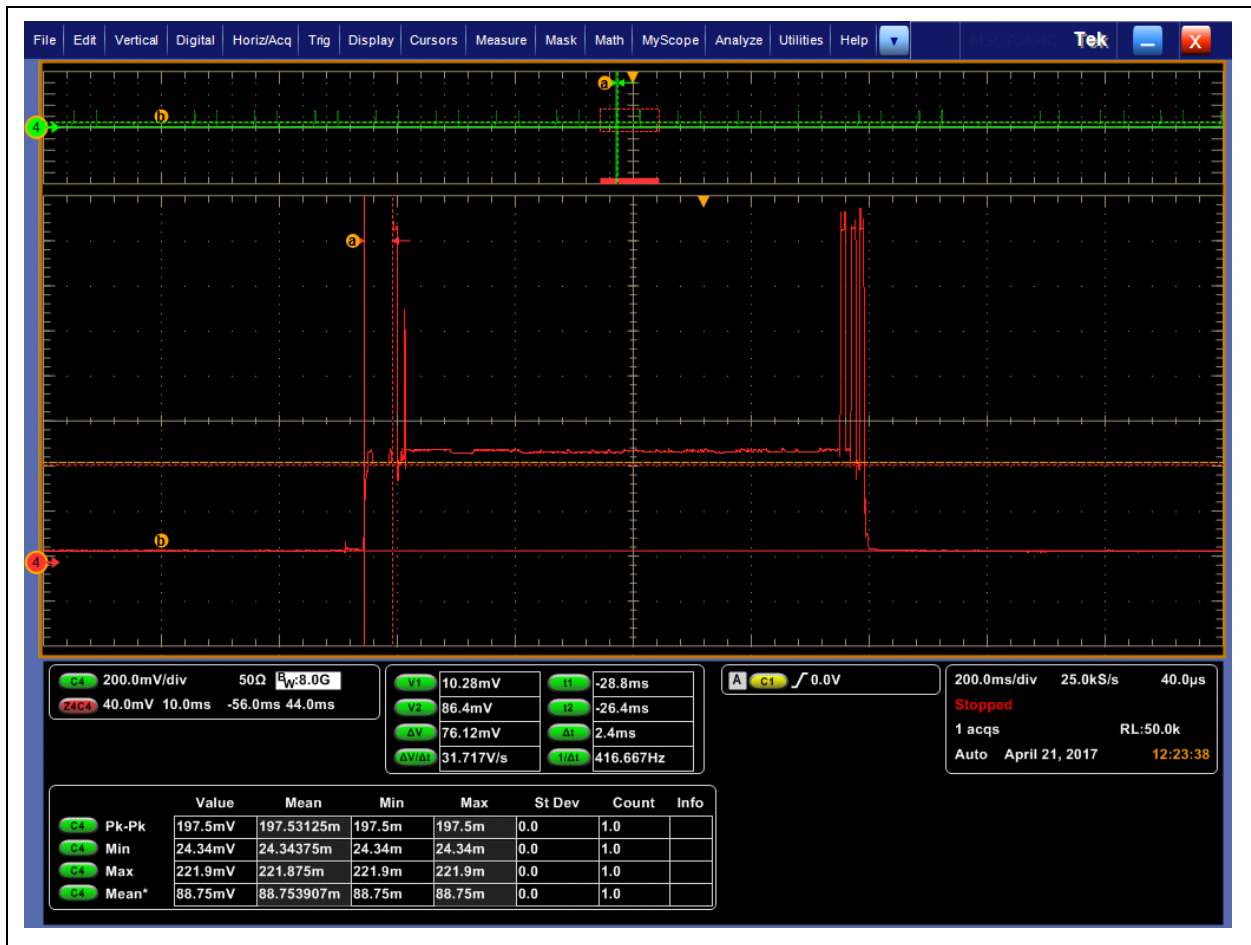 File Edit Vertical Digital Horiz/Acq Trig Display Cursors Measure Mask Math MyScope Analyze Utilities Help Tek X
a
b
4
a
b
4
C4 200.0mV/div 50Ω BW:8.0G
Z4C4 40.0mV 10.0ms -56.0ms 44.0ms
V1 10.28mV t1 -28.8ms
V2 86.4mV t2 -26.4ms
ΔV 76.12mV Δt 2.4ms
ΔV/Δt 31.717V/s 1/Δt 416.667Hz
A C1 0.0V
200.0ms/div 25.0kS/s 40.0µs
Stopped
1 acqs RL:50.0k
Auto April 21, 2017 12:23:38
Value Mean Min Max St Dev Count Info
C4 Pk-Pk 197.5mV 197.53125m 197.5m 197.5m 0.0 1.0
C4 Min 24.34mV 24.34375m 24.34m 24.34m 0.0 1.0
C4 Max 221.9mV 221.875m 221.9m 221.9m 0.0 1.0
C4 Mean* 88.75mV 88.753907m 88.75m 88.75m 0.0 1.0